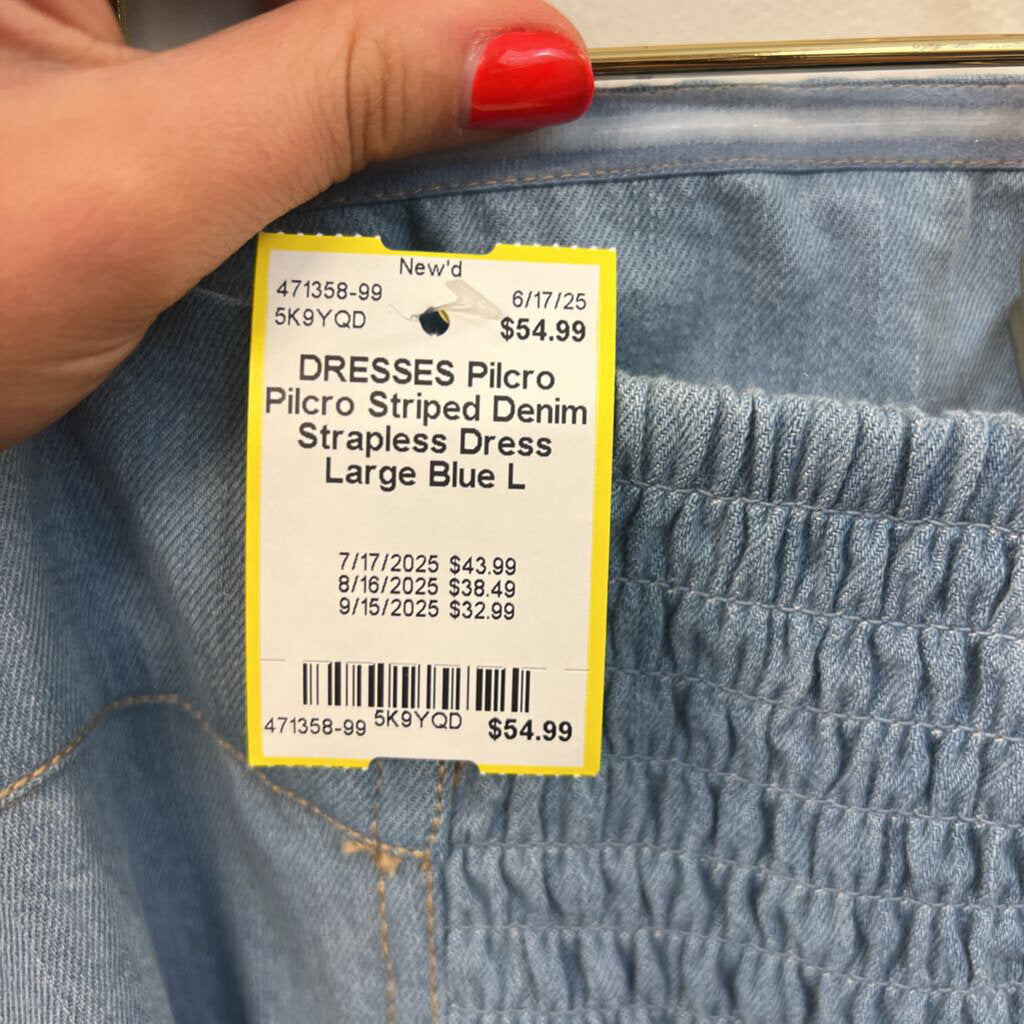 New'd
471358-99 6/17/25
5K9YQD $54.99
DRESSES Pilcro
Pilcro Striped Denim
Strapless Dress
Large Blue L
7/17/2025 $43.99
8/16/2025 $38.49
9/15/2025 $32.99
471358-99 5K9YQD $54.99